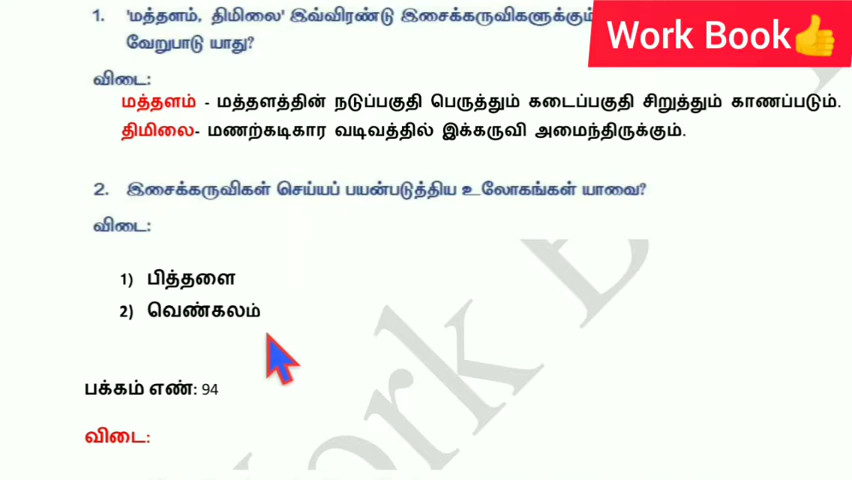 1. 'மத்தளம், திமிலை' இவ்விரண்டு இசைக்கருவிகளுக்கும்
Work Book👍
வேறுபாடு யாது?
விடை:
மத்தளம் - மத்தளத்தின் நடுப்பகுதி பெருத்தும் கடைப்பகுதி சிறுத்தும் காணப்படும்.
திமிலை- மணற்கடிகார வடிவத்தில் இக்கருவி அமைந்திருக்கும்.
2. இசைக்கருவிகள் செய்யப் பயன்படுத்திய உலோகங்கள் யாவை?
விடை:
1) பித்தளை
2) வெண்கலம்
பக்கம் எண்: 94
விடை: